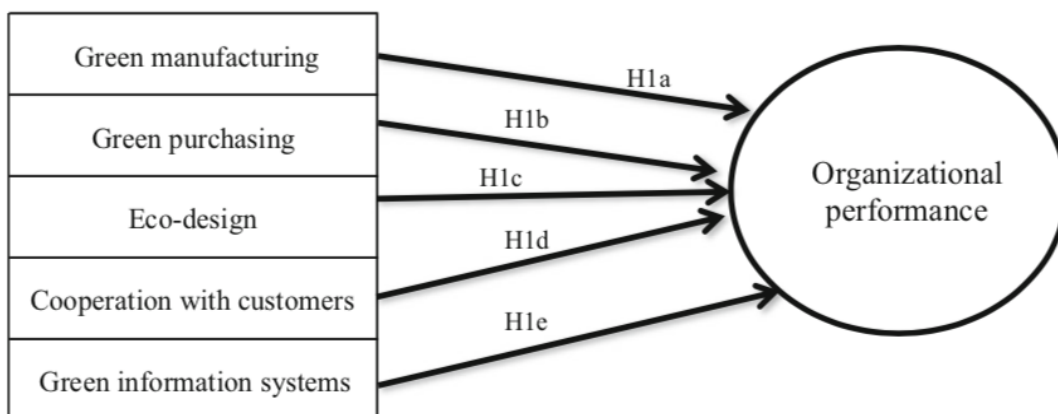 Green manufacturing
Green purchasing
Eco-design
Cooperation with customers
Green information systems
H1a
H1b
H1c
H1d
H1e
Organizational
performance